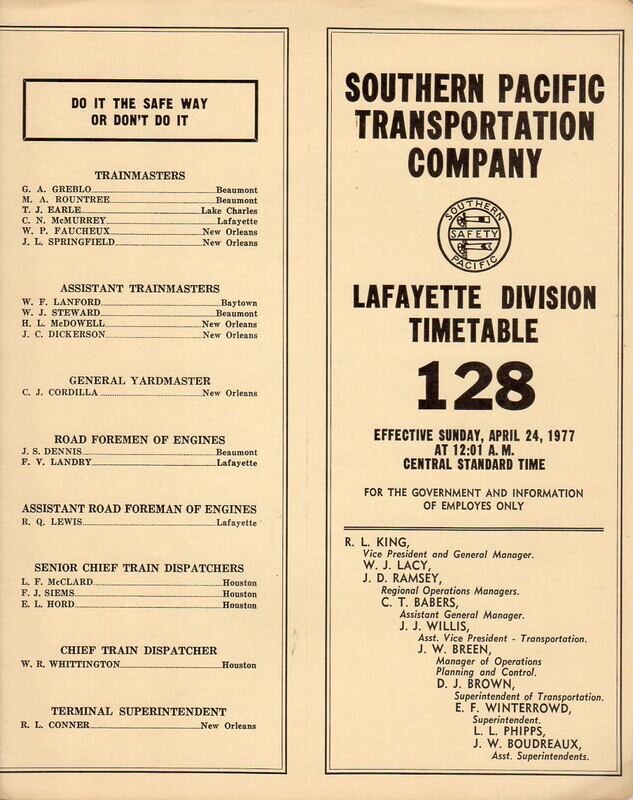 DO IT THE SAFE WAY
OR DON'T DO IT
TRAINMASTERS
G. A. GREBLO Beaumont
M. A. ROUNTREE Beaumont
T. J. EARLE Lake Charles
C. N. McMURREY Lafayette
W. P. FAUCHEUX New Orleans
J. L. SPRINGFIELD New Orleans
ASSISTANT TRAINMASTERS
W. F. LANFORD Baytown
W. J. STEWARD Beaumont
H. L. McDOWELL New Orleans
J. C. DICKERSON New Orleans
GENERAL YARDMASTER
C. J. CORDILLA New Orleans
ROAD FOREMEN OF ENGINES
J. S. DENNIS Beaumont
F. V. LANDRY Lafayette
ASSISTANT ROAD FOREMAN OF ENGINES
R. Q. LEWIS Lafayette
SENIOR CHIEF TRAIN DISPATCHERS
L. F. McCLARD Houston
F. J. SIEMS Houston
E. L. HORD Houston
CHIEF TRAIN DISPATCHER
W. R. WHITTINGTON Houston
TERMINAL SUPERINTENDENT
R. L. CONNER New Orleans
SOUTHERN PACIFIC
TRANSPORTATION
COMPANY
SOUTHERN
SAFETY
PACIFIC
LAFAYETTE DIVISION
TIMETABLE
128
EFFECTIVE SUNDAY, APRIL 24, 1977
AT 12:01 A. M.
CENTRAL STANDARD TIME
FOR THE GOVERNMENT AND INFORMATION
OF EMPLOYES ONLY
R. L. KING,
Vice President and General Manager.
W. J. LACY,
J. D. RAMSEY,
Regional Operations Managers.
C. T. BABERS,
Assistant General Manager.
J. J. WILLIS,
Asst. Vice President - Transportation.
J. W. BREEN,
Manager of Operations
Planning and Control.
D. J. BROWN,
Superintendent of Transportation.
E. F. WINTERROWD,
Superintendent.
L. L. PHIPPS,
J. W. BOUDREAUX,
Asst. Superintendents.